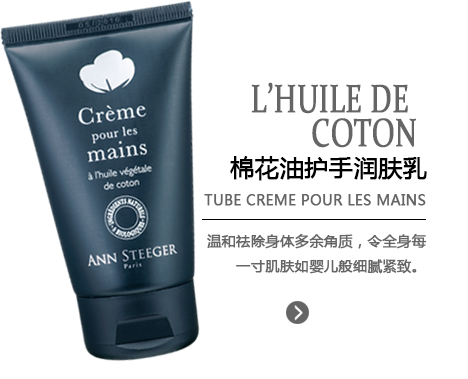 05/2016
Crème
pour les
mains
à l'huile végétale
de coton
ANN STEEGER
Paris
L'HUILE DE
COTON
棉花油护手润肤乳
TUBE CREME POUR LES MAINS
温和祛除身体多余角质，令全身每
一寸肌肤如婴儿般细腻紧致。